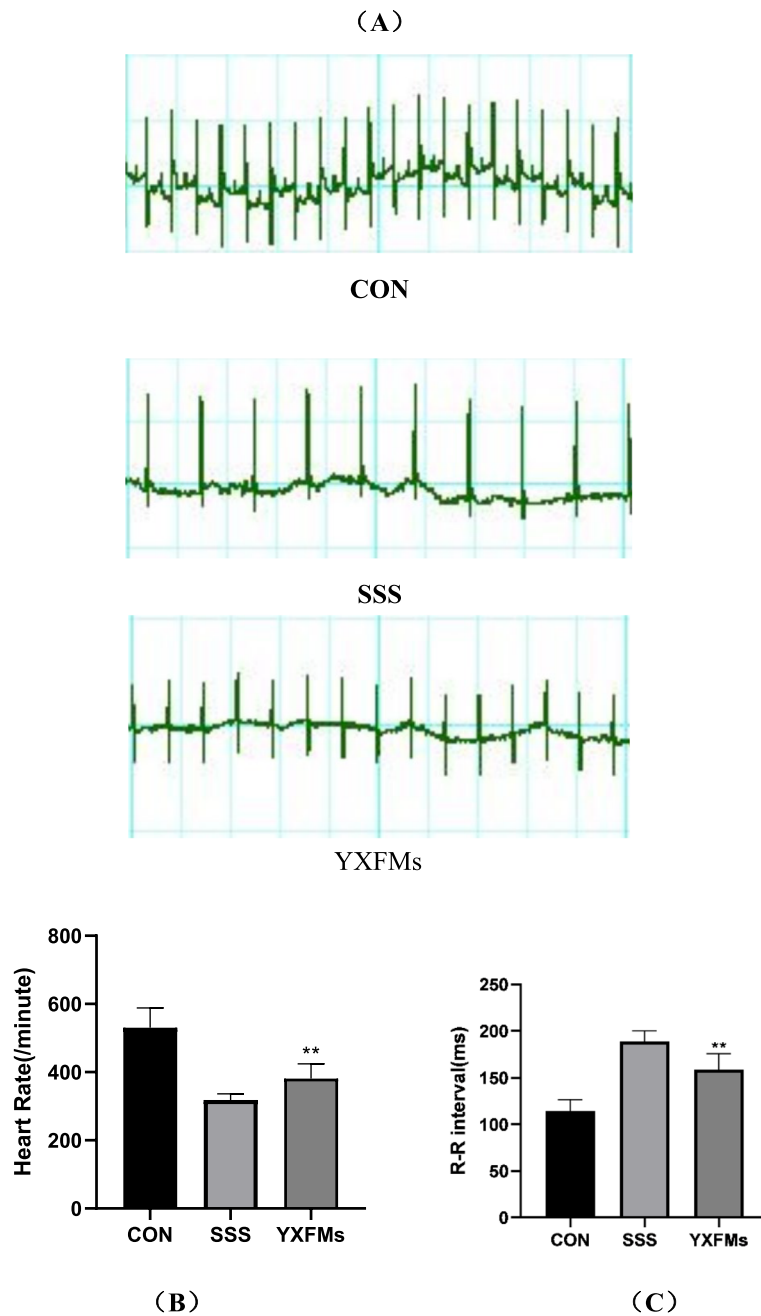 （A）
CON
SSS
YXFMs
800
600
400
200
0
Heart Rate(/minute)
**
CON SSS YXFMs
（B）
250
200
150
100
50
0
R-R interval(ms)
**
CON SSS YXFMs
（C）